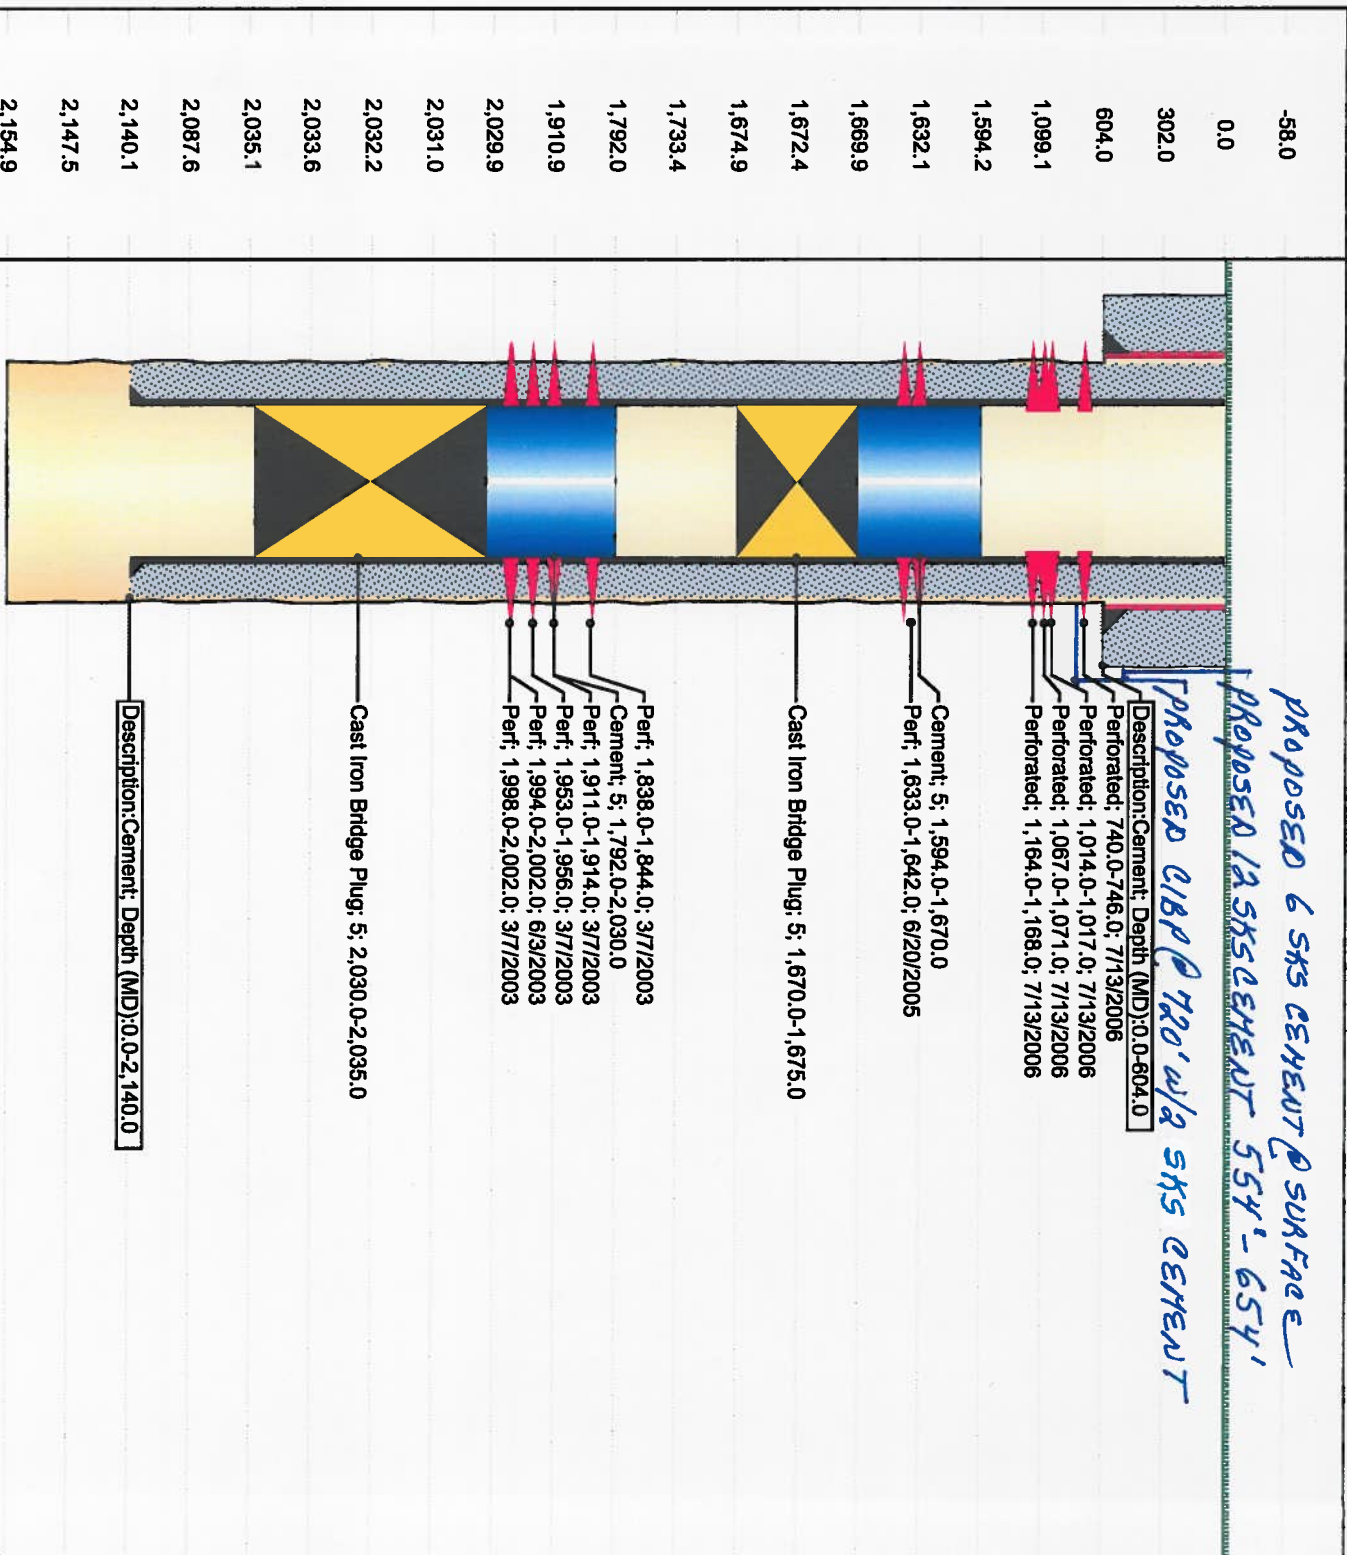 -58.0
0.0
302.0
604.0
1,099.1
1,594.2
1,632.1
1,669.9
1,672.4
1,674.9
1,733.4
1,792.0
1,910.9
2,029.9
2,031.0
2,032.2
2,033.6
2,035.1
2,087.6
2,140.1
2,147.5
2,154.9
PROPOSED 6 SKS CEMENT @ SURFACE
PROPOSED 12 SKS CEMENT 554' - 654'
PROPOSED CIBP @ 720' w/2 SKS CEMENT
Description:Cement; Depth (MD):0.0-604.0
Perforated; 740.0-746.0; 7/13/2006
Perforated; 1,014.0-1,017.0; 7/13/2006
Perforated; 1,067.0-1,071.0; 7/13/2006
Perforated; 1,164.0-1,168.0; 7/13/2006
Cement; 5; 1,594.0-1,670.0
Perf; 1,633.0-1,642.0; 6/20/2005
Cast Iron Bridge Plug; 5; 1,670.0-1,675.0
Perf; 1,838.0-1,844.0; 3/7/2003
Cement; 5; 1,792.0-2,030.0
Perf; 1,911.0-1,914.0; 3/7/2003
Perf; 1,953.0-1,956.0; 3/7/2003
Perf; 1,994.0-2,002.0; 6/3/2003
Perf; 1,998.0-2,002.0; 3/7/2003
Cast Iron Bridge Plug; 5; 2,030.0-2,035.0
Description:Cement; Depth (MD):0.0-2,140.0